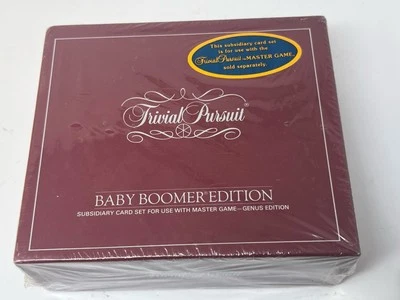 This subsidiary card set
is for use with the
Trivial Pursuit MASTER GAME
sold separately.
Trivial Pursuit
BABY BOOMER® EDITION
SUBSIDIARY CARD SET FOR USE WITH MASTER GAME—GENUS EDITION